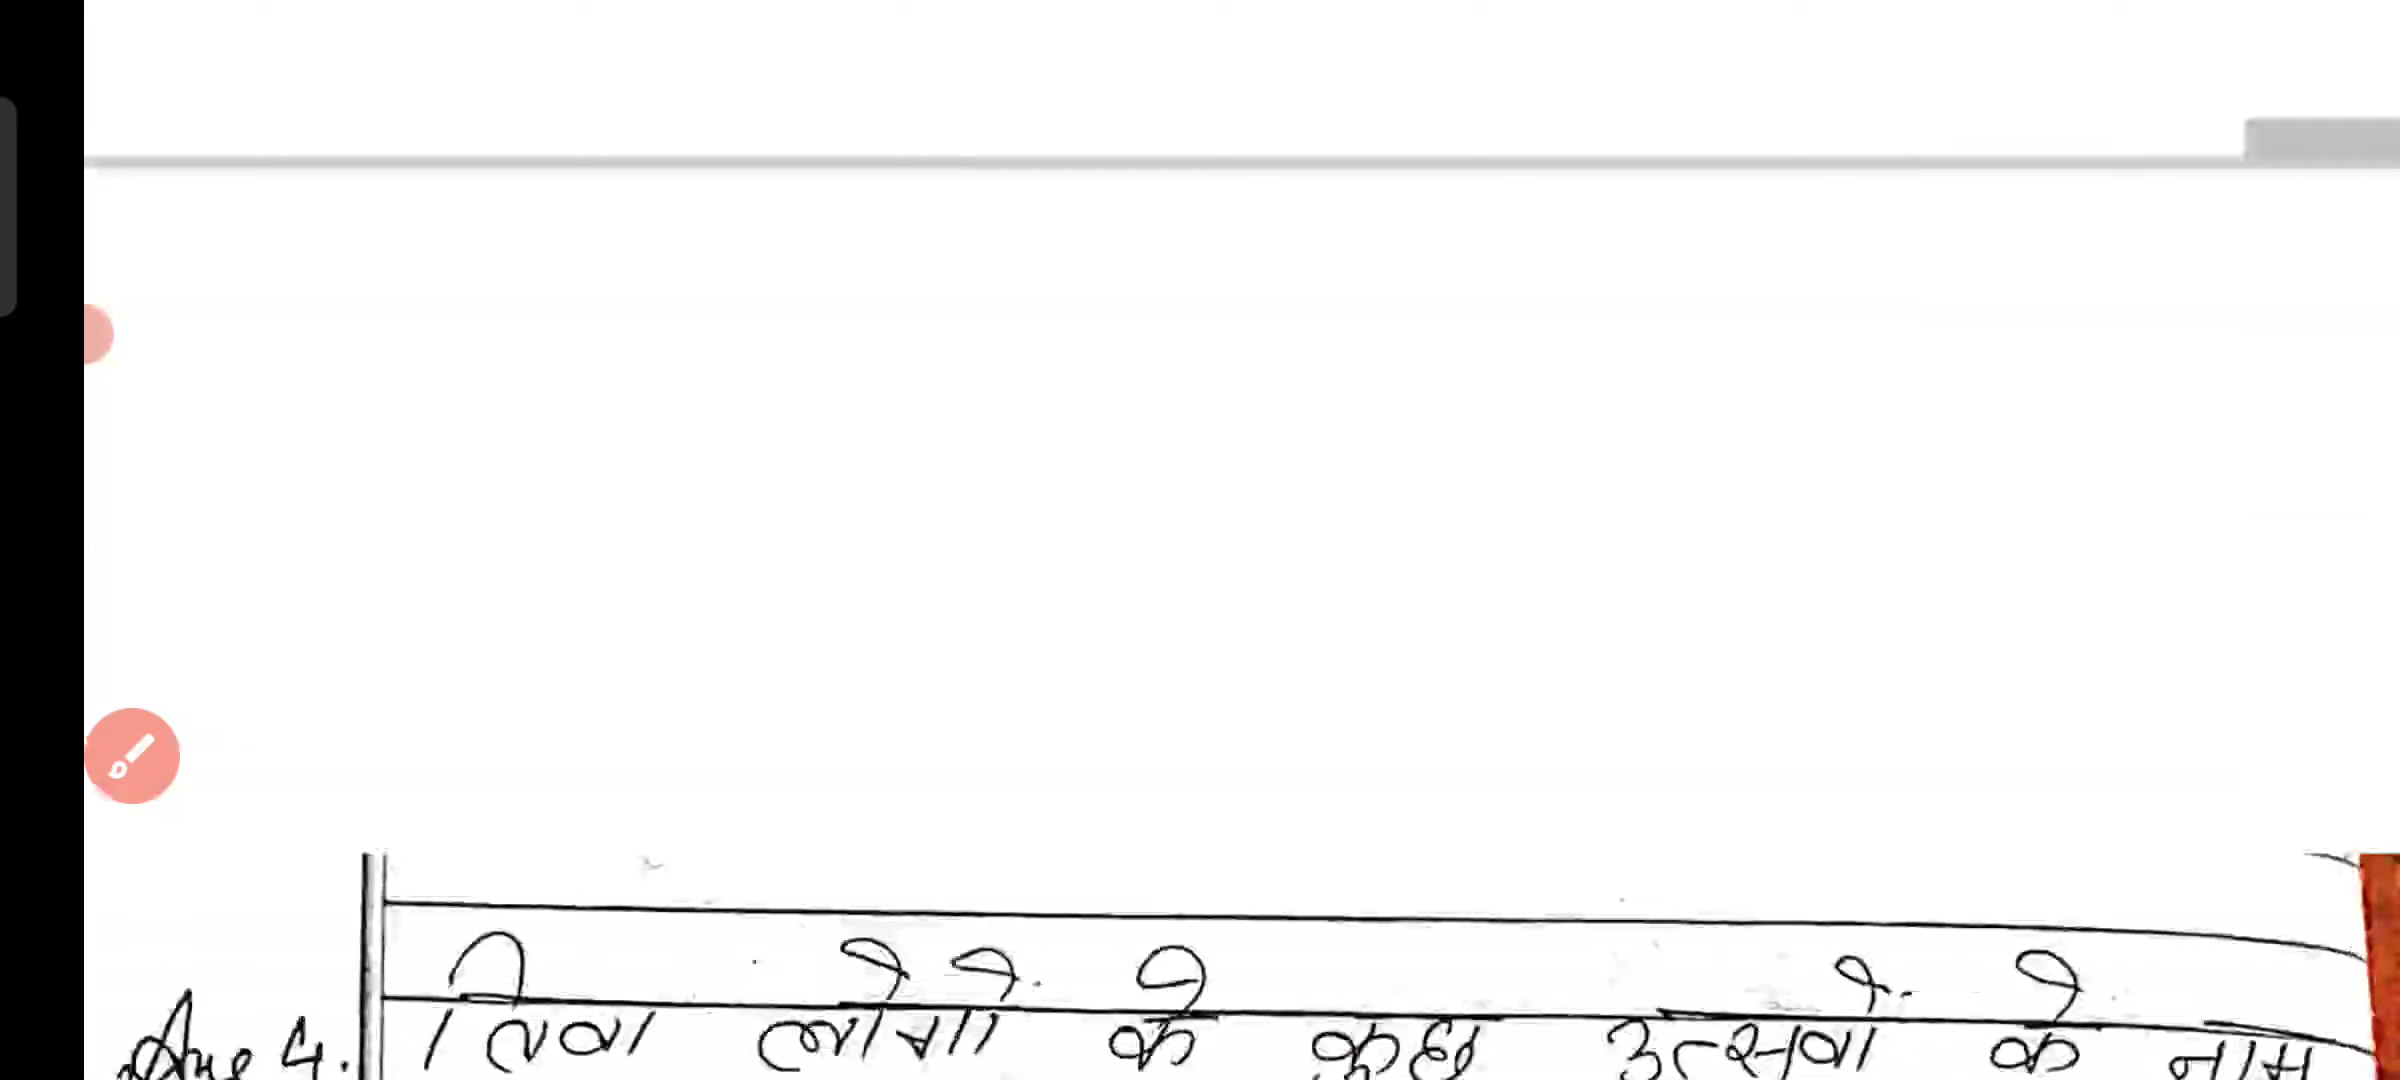 Ans 4. तिवा लोगों के कुछ उत्सवों के नाम